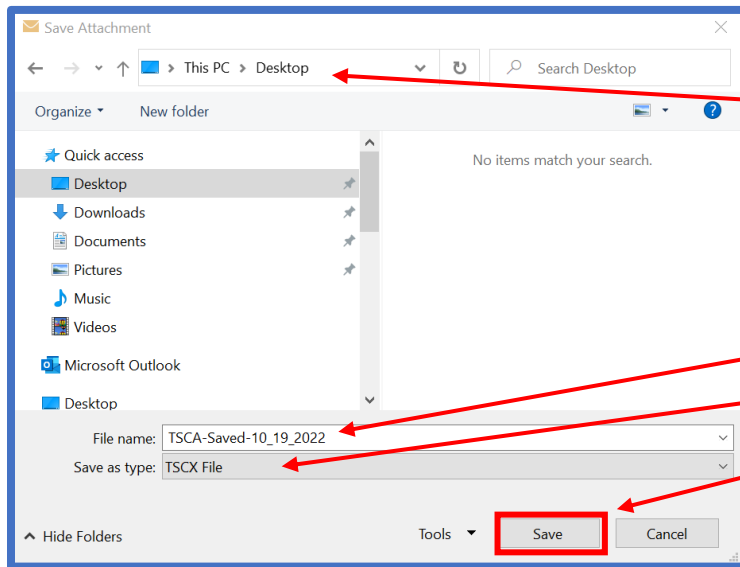 Save Attachment
This PC > Desktop
Search Desktop
Organize
New folder
Quick access
Desktop
Downloads
Documents
Pictures
Music
Videos
Microsoft Outlook
Desktop
No items match your search.
File name: TSCA-Saved-10_19_2022
Save as type: TSCX File
Hide Folders
Tools
Save
Cancel